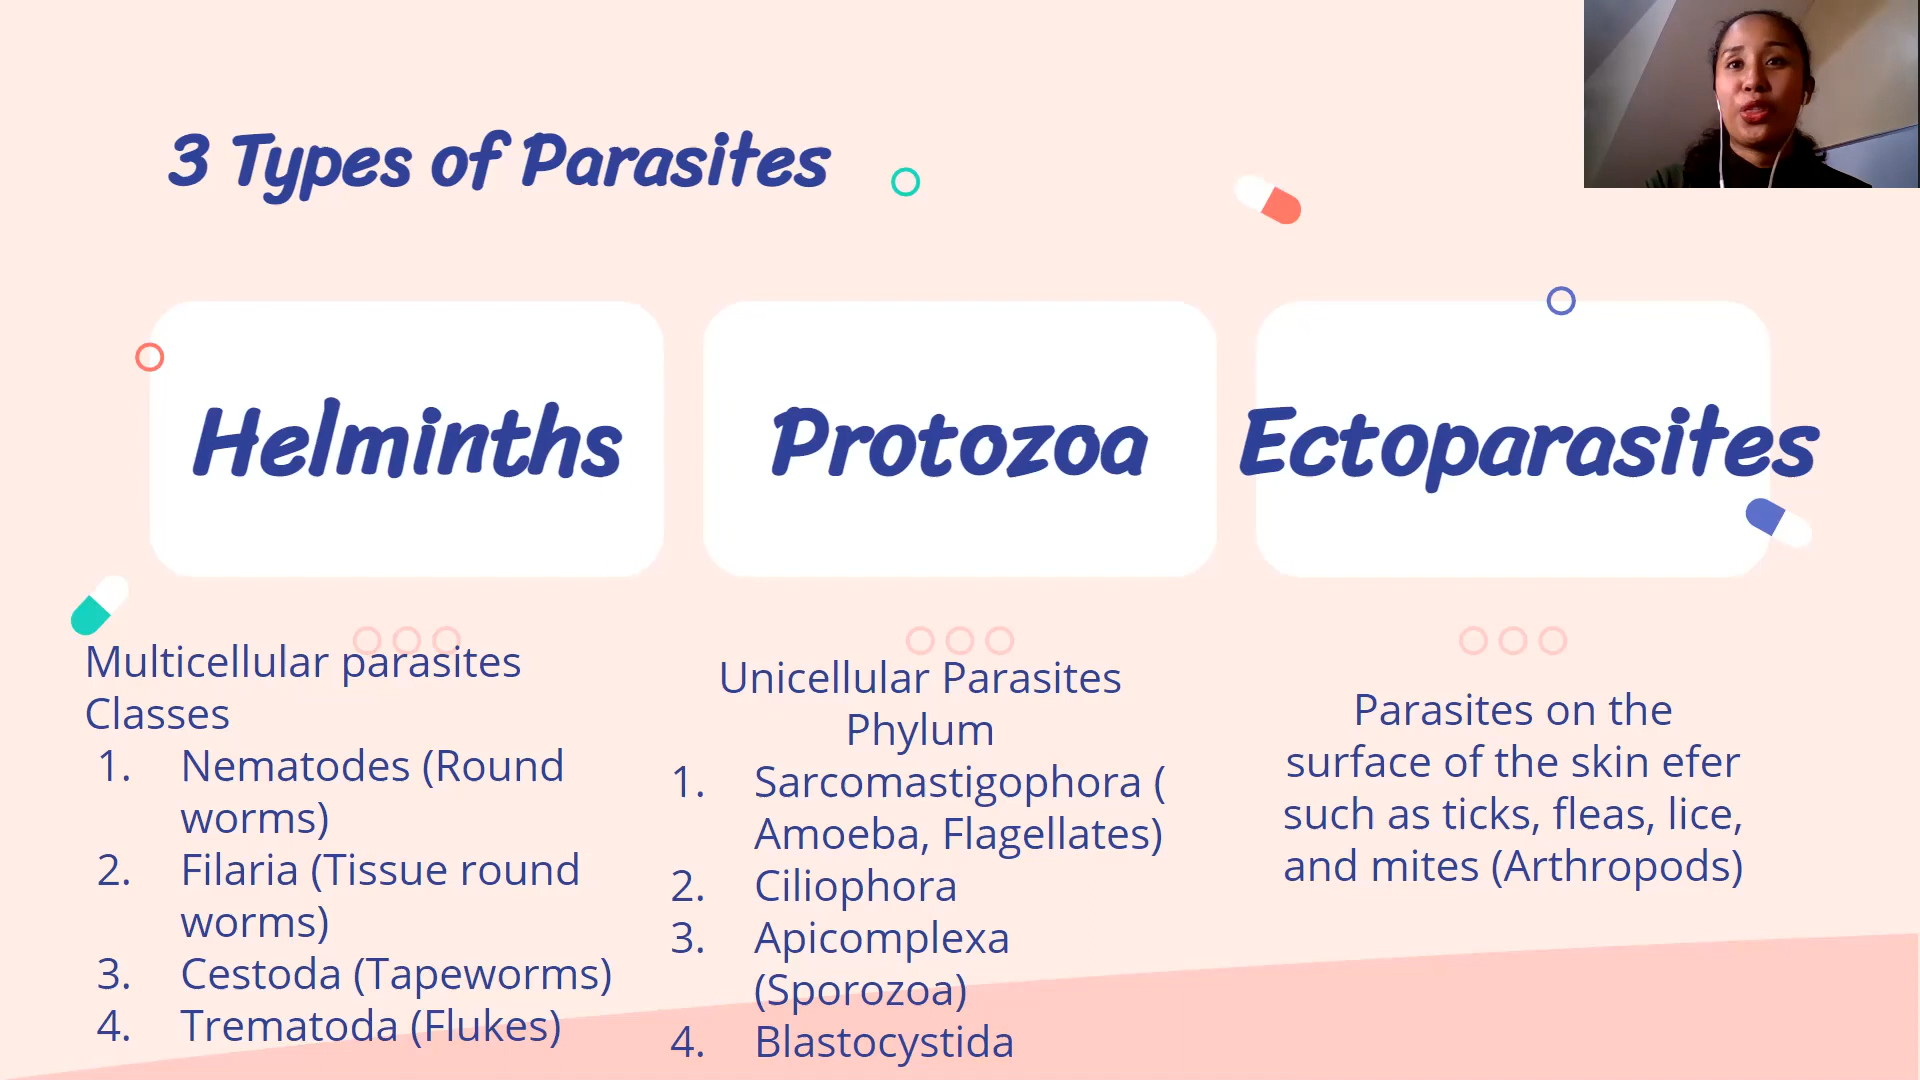 3 Types of Parasites
Helminths
Protozoa
Ectoparasites
Multicellular parasites
Classes
1. Nematodes (Round
worms)
2. Filaria (Tissue round
worms)
3. Cestoda (Tapeworms)
4. Trematoda (Flukes)
Unicellular Parasites
Phylum
1. Sarcomastigophora (
Amoeba, Flagellates)
2. Ciliophora
3. Apicomplexa
(Sporozoa)
4. Blastocystida
Parasites on the
surface of the skin efer
such as ticks, fleas, lice,
and mites (Arthropods)